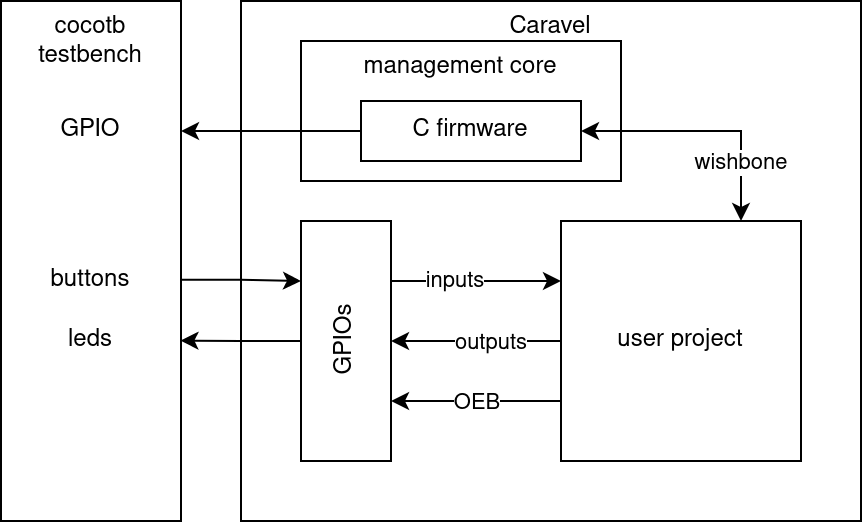 cocotb
testbench
GPIO
buttons
leds
Caravel
management core
C firmware
wishbone
GPIOs
inputs
outputs
OEB
user project